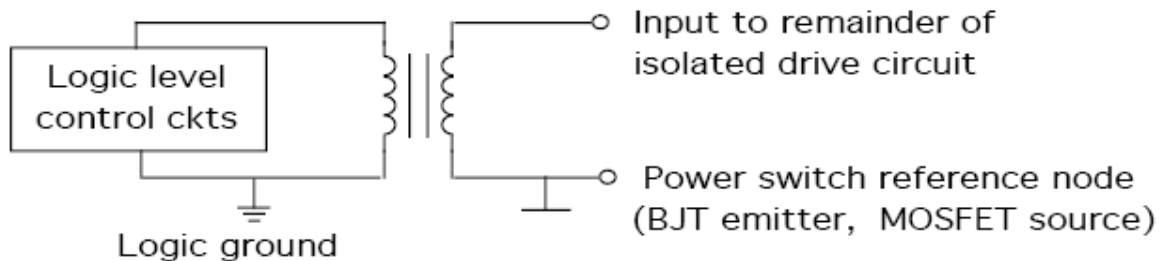 Logic level
control ckts
Logic ground
Input to remainder of
isolated drive circuit
Power switch reference node
(BJT emitter, MOSFET source)